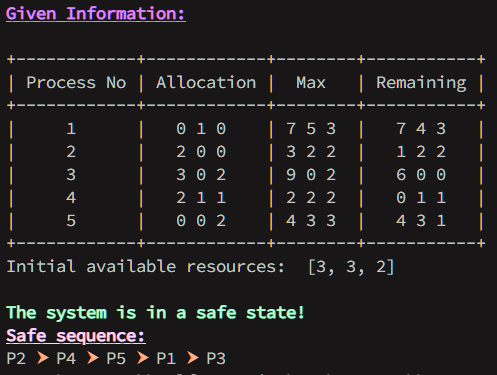 Given Information:
+------------+------------+--------+-----------+
| Process No | Allocation |  Max   | Remaining |
+------------+------------+--------+-----------+
|     1      |   0 1 0    | 7 5 3  |   7 4 3   |
|     2      |   2 0 0    | 3 2 2  |   1 2 2   |
|     3      |   3 0 2    | 9 0 2  |   6 0 0   |
|     4      |   2 1 1    | 2 2 2  |   0 1 1   |
|     5      |   0 0 2    | 4 3 3  |   4 3 1   |
+------------+------------+--------+-----------+
Initial available resources:  [3, 3, 2]
The system is in a safe state!
Safe sequence:
P2 ➤ P4 ➤ P5 ➤ P1 ➤ P3